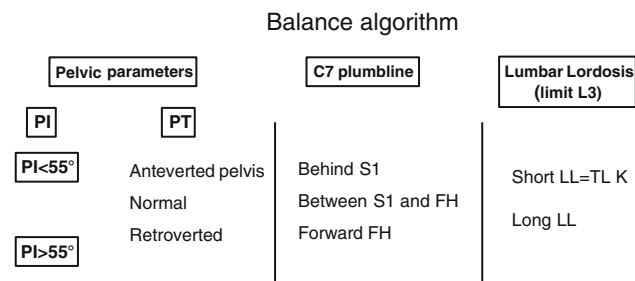 Balance algorithm
Pelvic parameters
C7 plumbline
Lumbar Lordosis
(limit L3)
PI
PT
PI<55°
Anteverted pelvis
Normal
Retroverted
PI>55°
Behind S1
Between S1 and FH
Forward FH
Short LL=TL K
Long LL